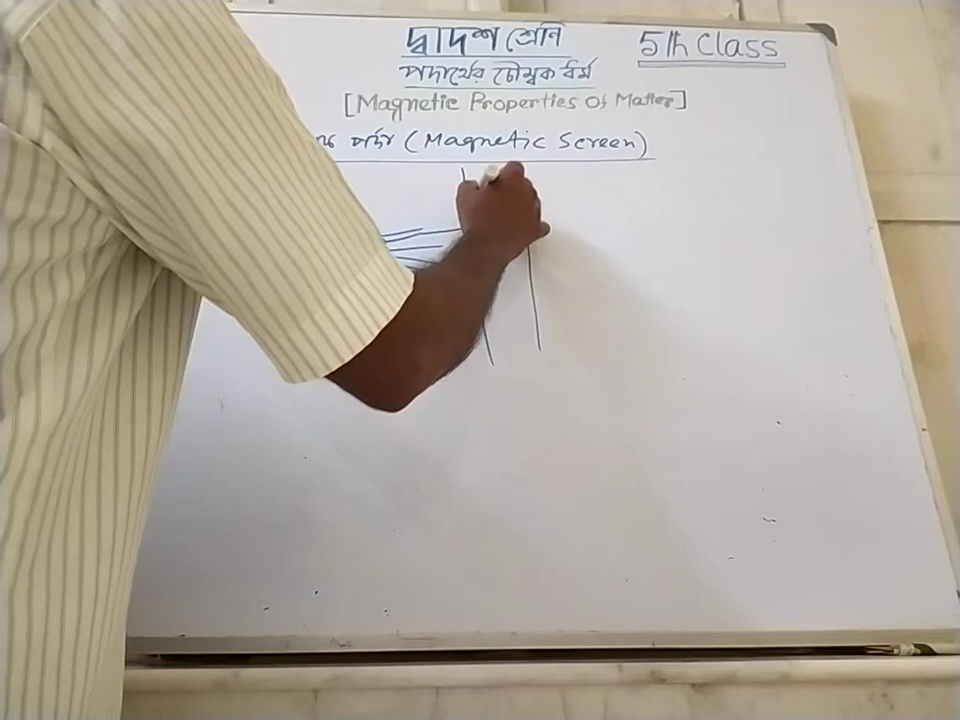 দ্বাদশ শ্রেনি
5th Class
পদার্থের চৌম্বক ধর্ম
[Magnetic Properties Of Matter]
পর্দা (Magnetic Screen)